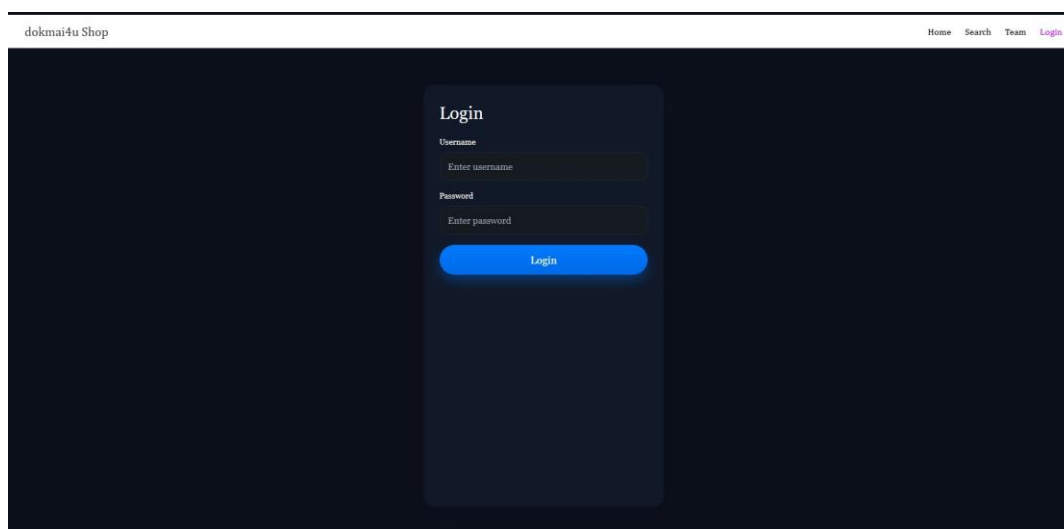 dokmai4u Shop
Home Search Team Login
Login
Username
Enter username
Password
Enter password
Login